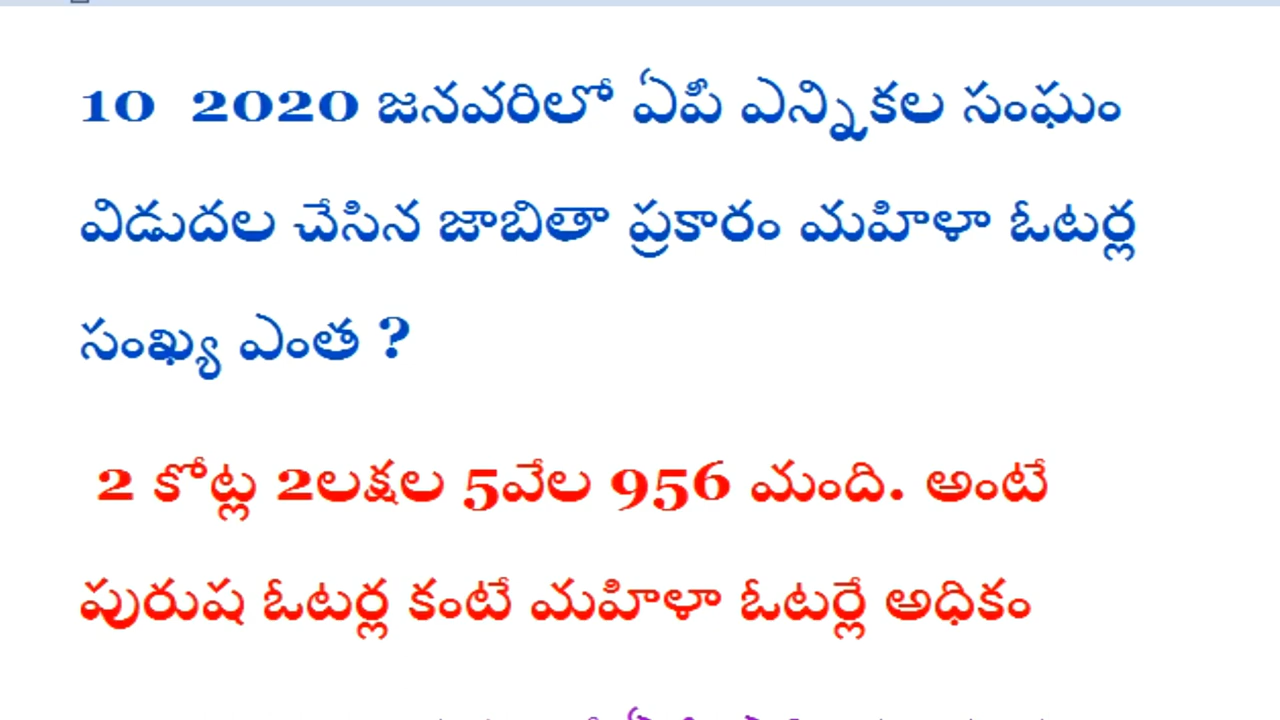 10 2020 జనవరిలో ఏపీ ఎన్నికల సంఘం
విడుదల చేసిన జాబితా ప్రకారం మహిళా ఓటర్ల
సంఖ్య ఎంత ?
2 కోట్ల 2లక్షల 5వేల 956 మంది. అంటే
పురుష ఓటర్ల కంటే మహిళా ఓటర్లే అధికం